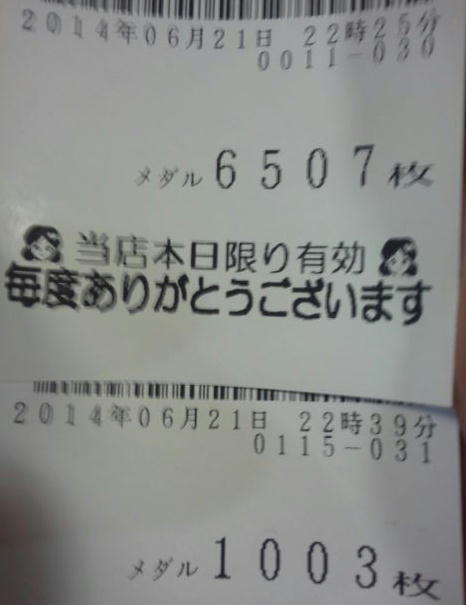 2014年06月21日 22時25分
0011-030
メダル 6507枚
当店本日限り有効
毎度ありがとうございます
2014年06月21日 22時39分
0115-031
メダル 1003枚